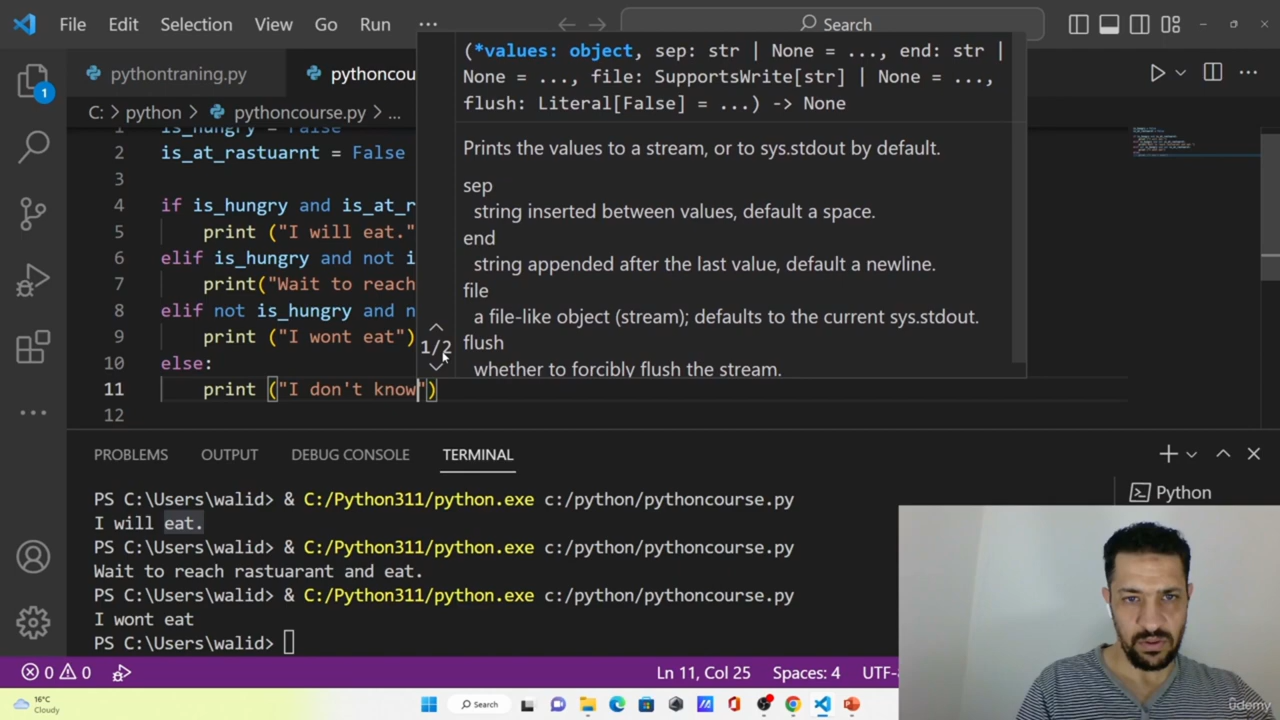 File Edit Selection View Go Run ··· Search
pythontraning.py pythoncou
C: > python > pythoncourse.py > ...
(*values: object, sep: str | None = ..., end: str |
None = ..., file: SupportsWrite[str] | None = ...,
flush: Literal[False] = ...) -> None
Prints the values to a stream, or to sys.stdout by default.
sep
string inserted between values, default a space.
end
string appended after the last value, default a newline.
file
a file-like object (stream); defaults to the current sys.stdout.
flush
whether to forcibly flush the stream.
1/2
1 is_hungry = False
2 is_at_rastuarnt = False
3
4 if is_hungry and is_at_r
5 print ("I will eat."
6 elif is_hungry and not i
7 print("Wait to reach
8 elif not is_hungry and n
9 print ("I wont eat")
10 else:
11 print ("I don't know")
12
PROBLEMS OUTPUT DEBUG CONSOLE TERMINAL
Python
PS C:\Users\walid> & C:/Python311/python.exe c:/python/pythoncourse.py
I will eat.
PS C:\Users\walid> & C:/Python311/python.exe c:/python/pythoncourse.py
Wait to reach rastuarant and eat.
PS C:\Users\walid> & C:/Python311/python.exe c:/python/pythoncourse.py
I wont eat
PS C:\Users\walid>
0 0 Ln 11, Col 25 Spaces: 4 UTF-8
16°C
Cloudy
Search
udemy